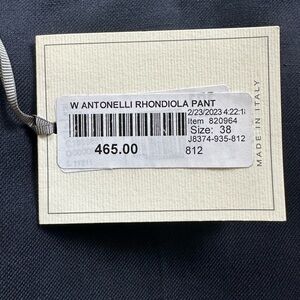 W ANTONELLI RHONDIOLA PANT
2/23/2023 4:22:1
Item 820964
Size: 38
J8374-935-812
465.00
812
MADE IN ITALY